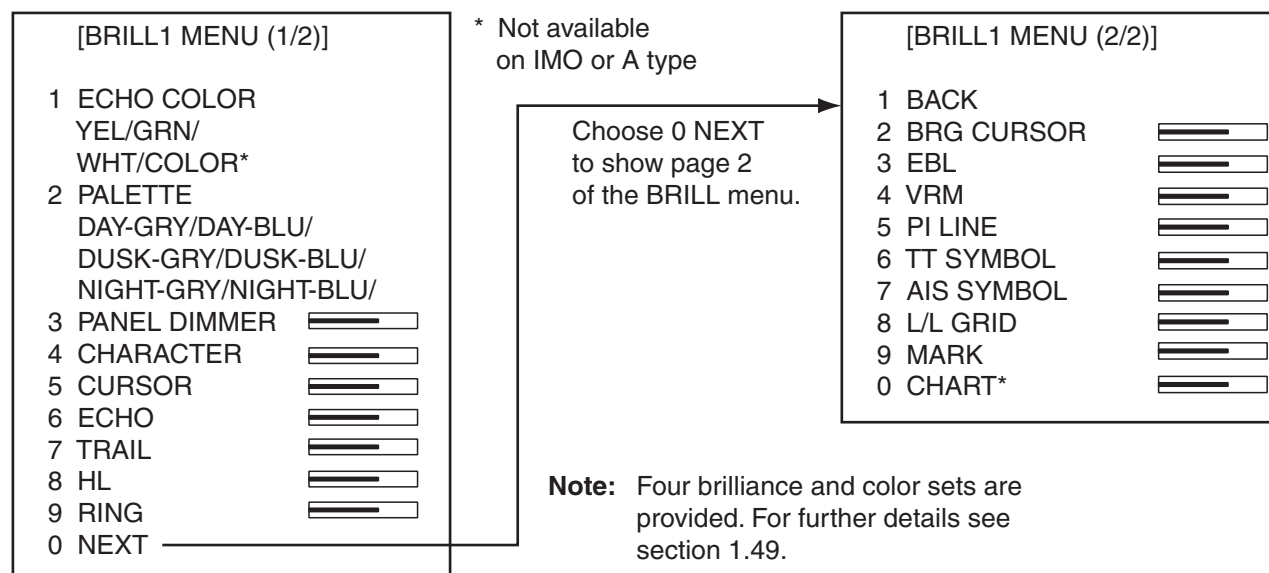 [BRILL1 MENU (1/2)]
1 ECHO COLOR
YEL/GRN/
WHT/COLOR*
2 PALETTE
DAY-GRY/DAY-BLU/
DUSK-GRY/DUSK-BLU/
NIGHT-GRY/NIGHT-BLU/
3 PANEL DIMMER
4 CHARACTER
5 CURSOR
6 ECHO
7 TRAIL
8 HL
9 RING
0 NEXT
* Not available
on IMO or A type
Choose 0 NEXT
to show page 2
of the BRILL menu.
[BRILL1 MENU (2/2)]
1 BACK
2 BRG CURSOR
3 EBL
4 VRM
5 PI LINE
6 TT SYMBOL
7 AIS SYMBOL
8 L/L GRID
9 MARK
0 CHART*
Note: Four brilliance and color sets are
provided. For further details see
section 1.49.